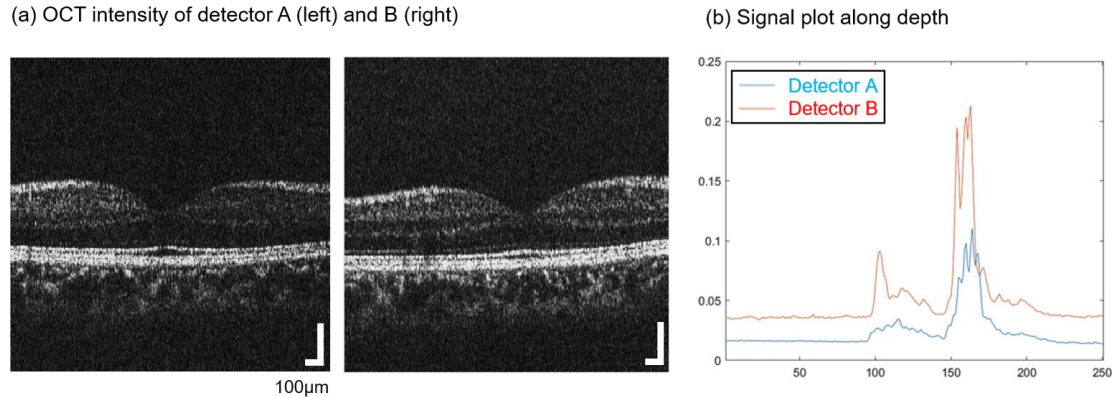 (a) OCT intensity of detector A (left) and B (right)
100μm
(b) Signal plot along depth
0.25
0.2
0.15
0.1
0.05
0
Detector A
Detector B
50
100
150
200
250